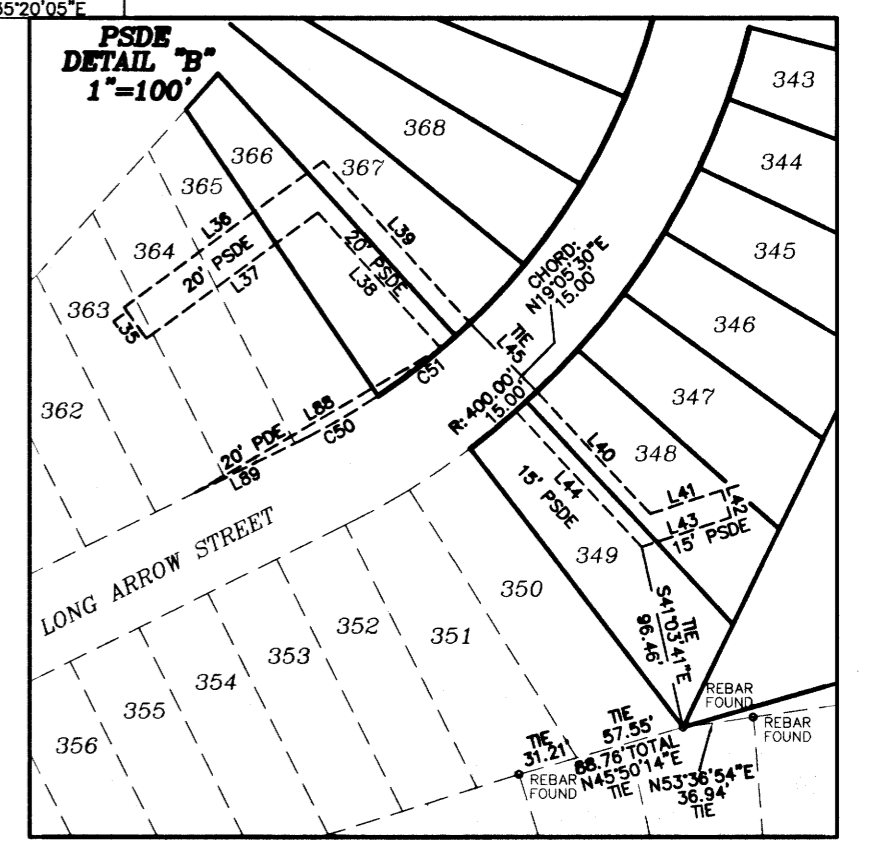 35°20'05"E
PSDE
DETAIL "B"
1"=100'
343
344
345
346
347
348
349
350
351
352
353
354
355
356
362
363
364
365
366
367
368
L36
20' PSDE
L37
L35
20' PSDE
L38
L39
CHORD:
N19°05'30"E
15.00'
TIE
L45
R: 400.00'
15.00'
C51
L88
C50
20' PDE
L89
LONG ARROW STREET
L40
L44
15' PSDE
L41
L42
L43
15' PSDE
TIE
S41°03'41"E
96.46'
REBAR
FOUND
REBAR
FOUND
TIE
31.21'
REBAR
FOUND
TIE
57.55'
88.76 TOTAL
N45°50'14"E
TIE
N53°36'54"E
36.94'
TIE